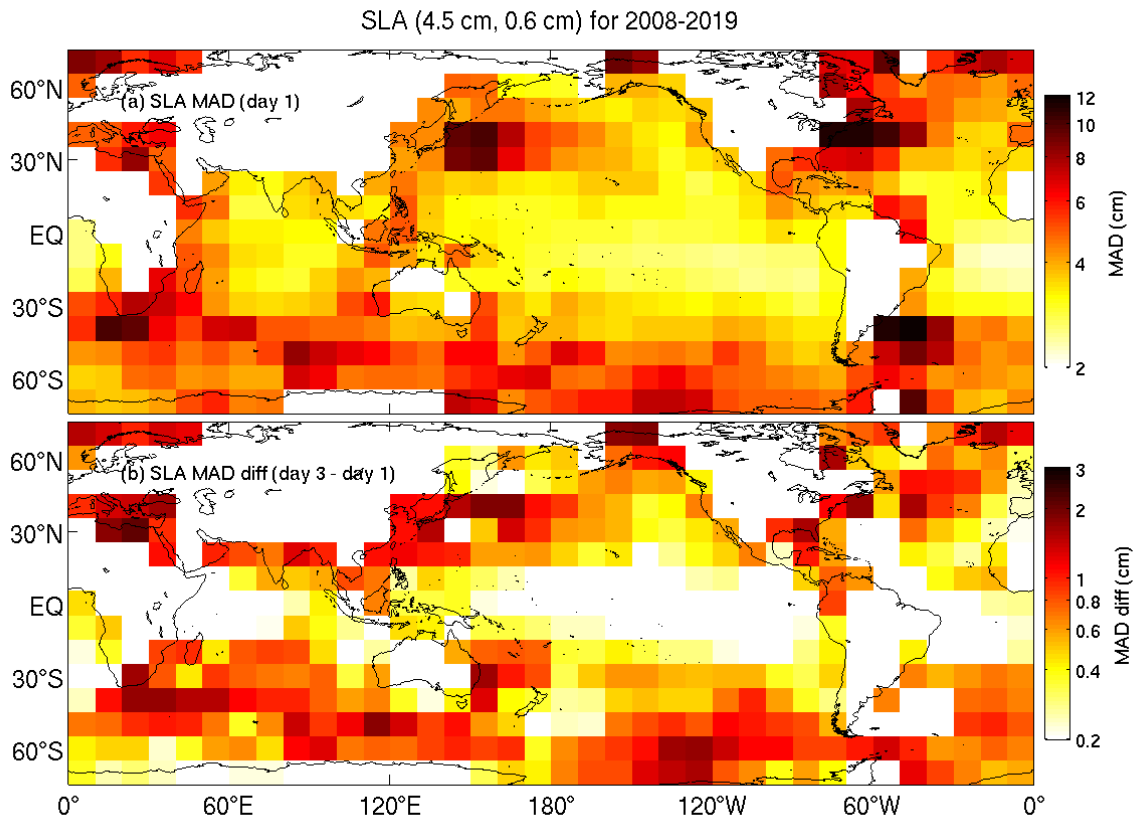 SLA (4.5 cm, 0.6 cm) for 2008-2019
(a) SLA MAD (day 1)
60°N
30°N
EQ
30°S
60°S
12
10
8
6
4
2
MAD (cm)
(b) SLA MAD diff (day 3 - day 1)
60°N
30°N
EQ
30°S
60°S
3
2
1
0.8
0.6
0.4
0.2
MAD diff (cm)
0° 60°E 120°E 180° 120°W 60°W 0°